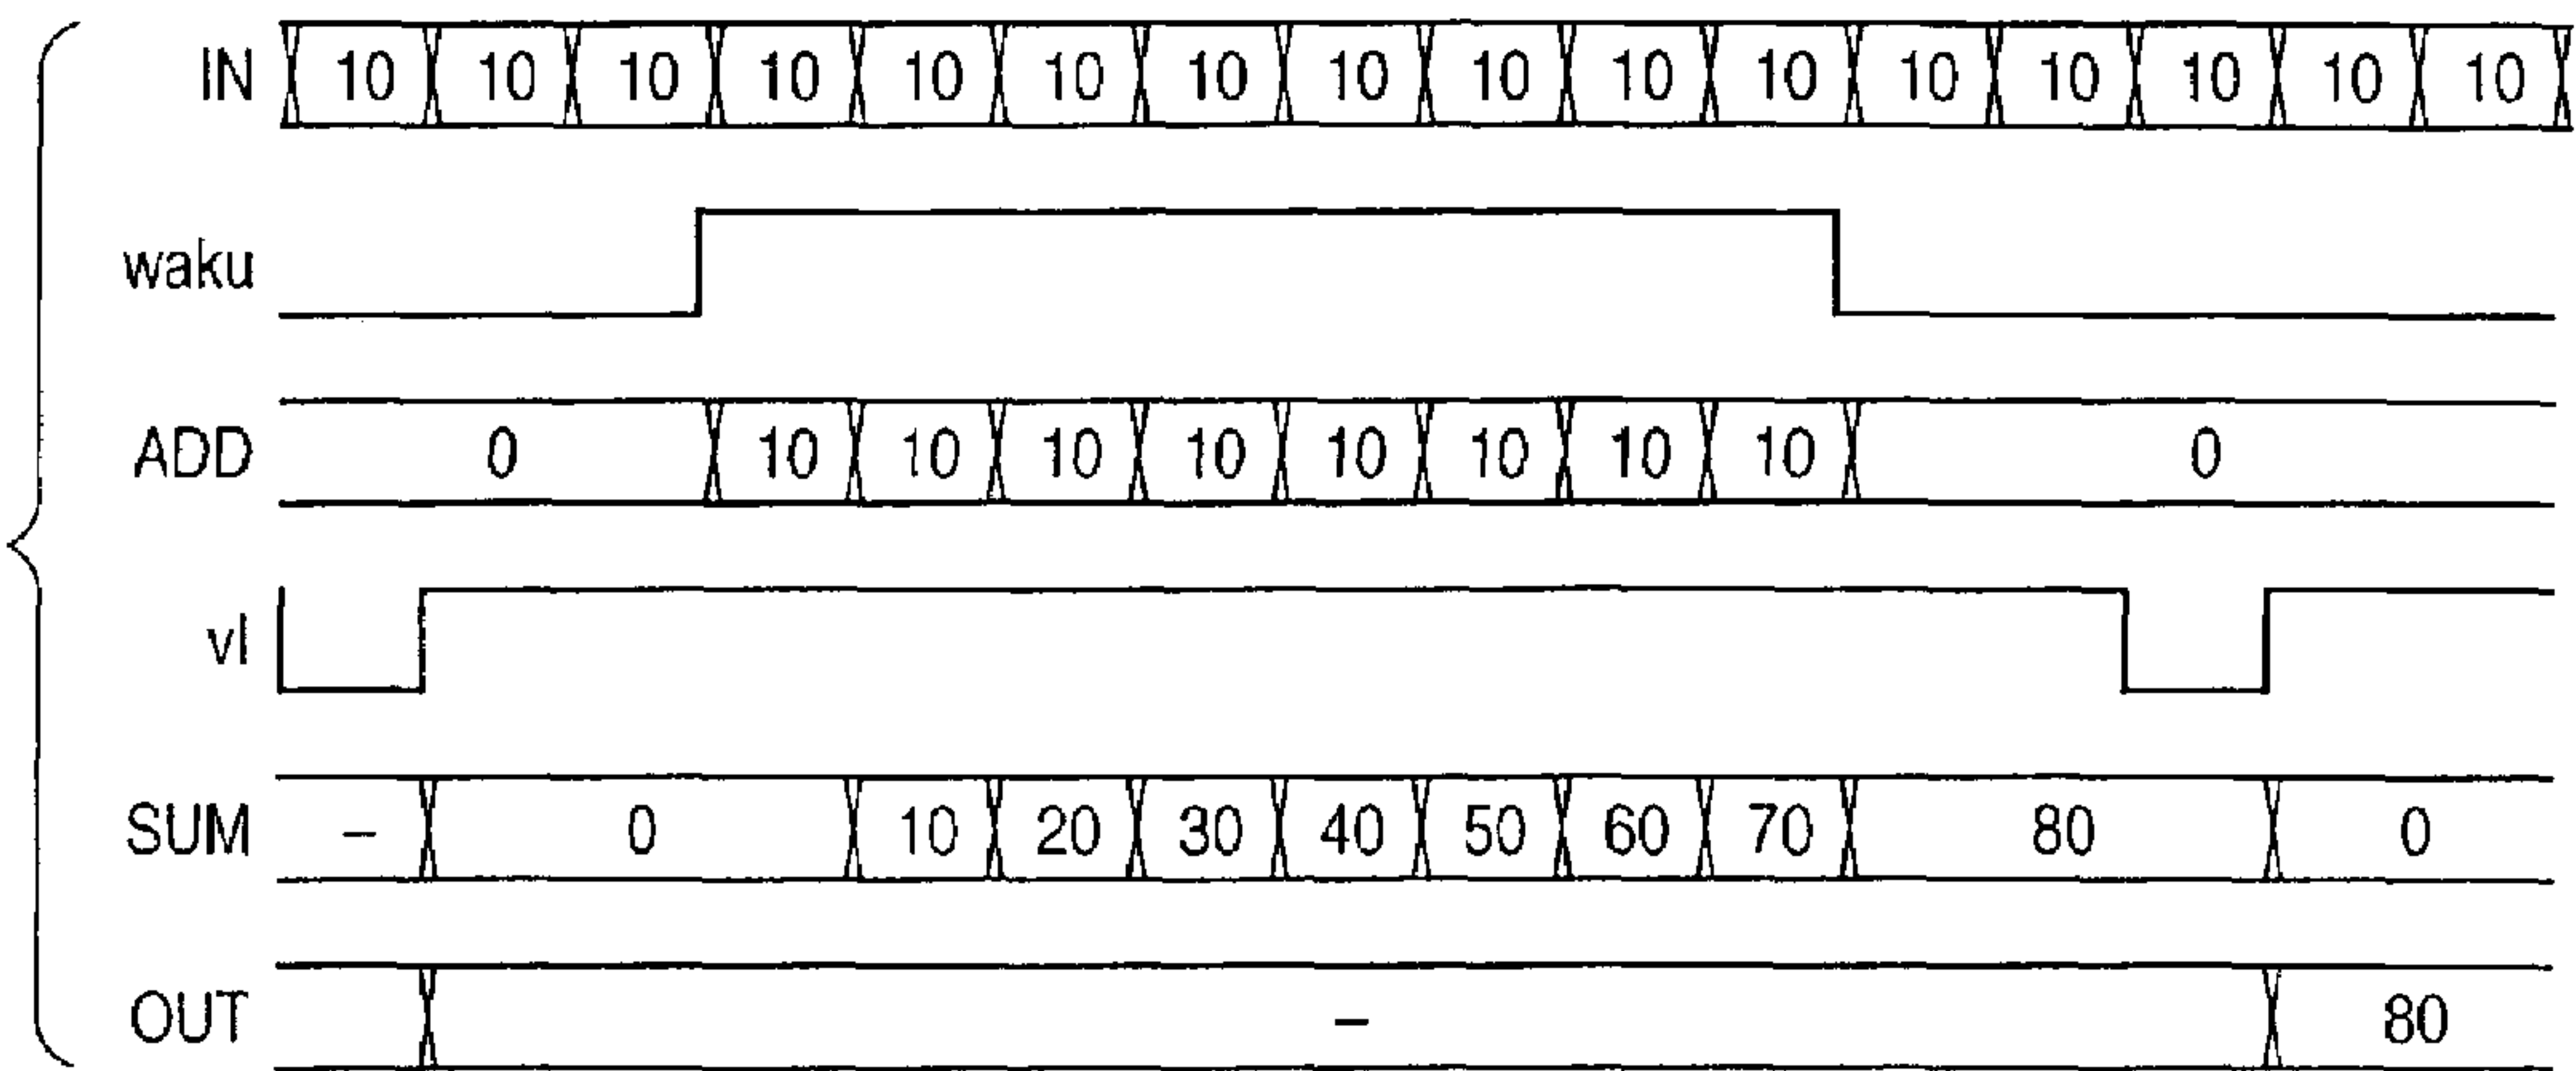 IN 10 10 10 10 10 10 10 10 10 10 10 10 10 10 10 10
waku
ADD 0 10 10 10 10 10 10 10 10 0
vl
SUM – 0 10 20 30 40 50 60 70 80 0
OUT – 80